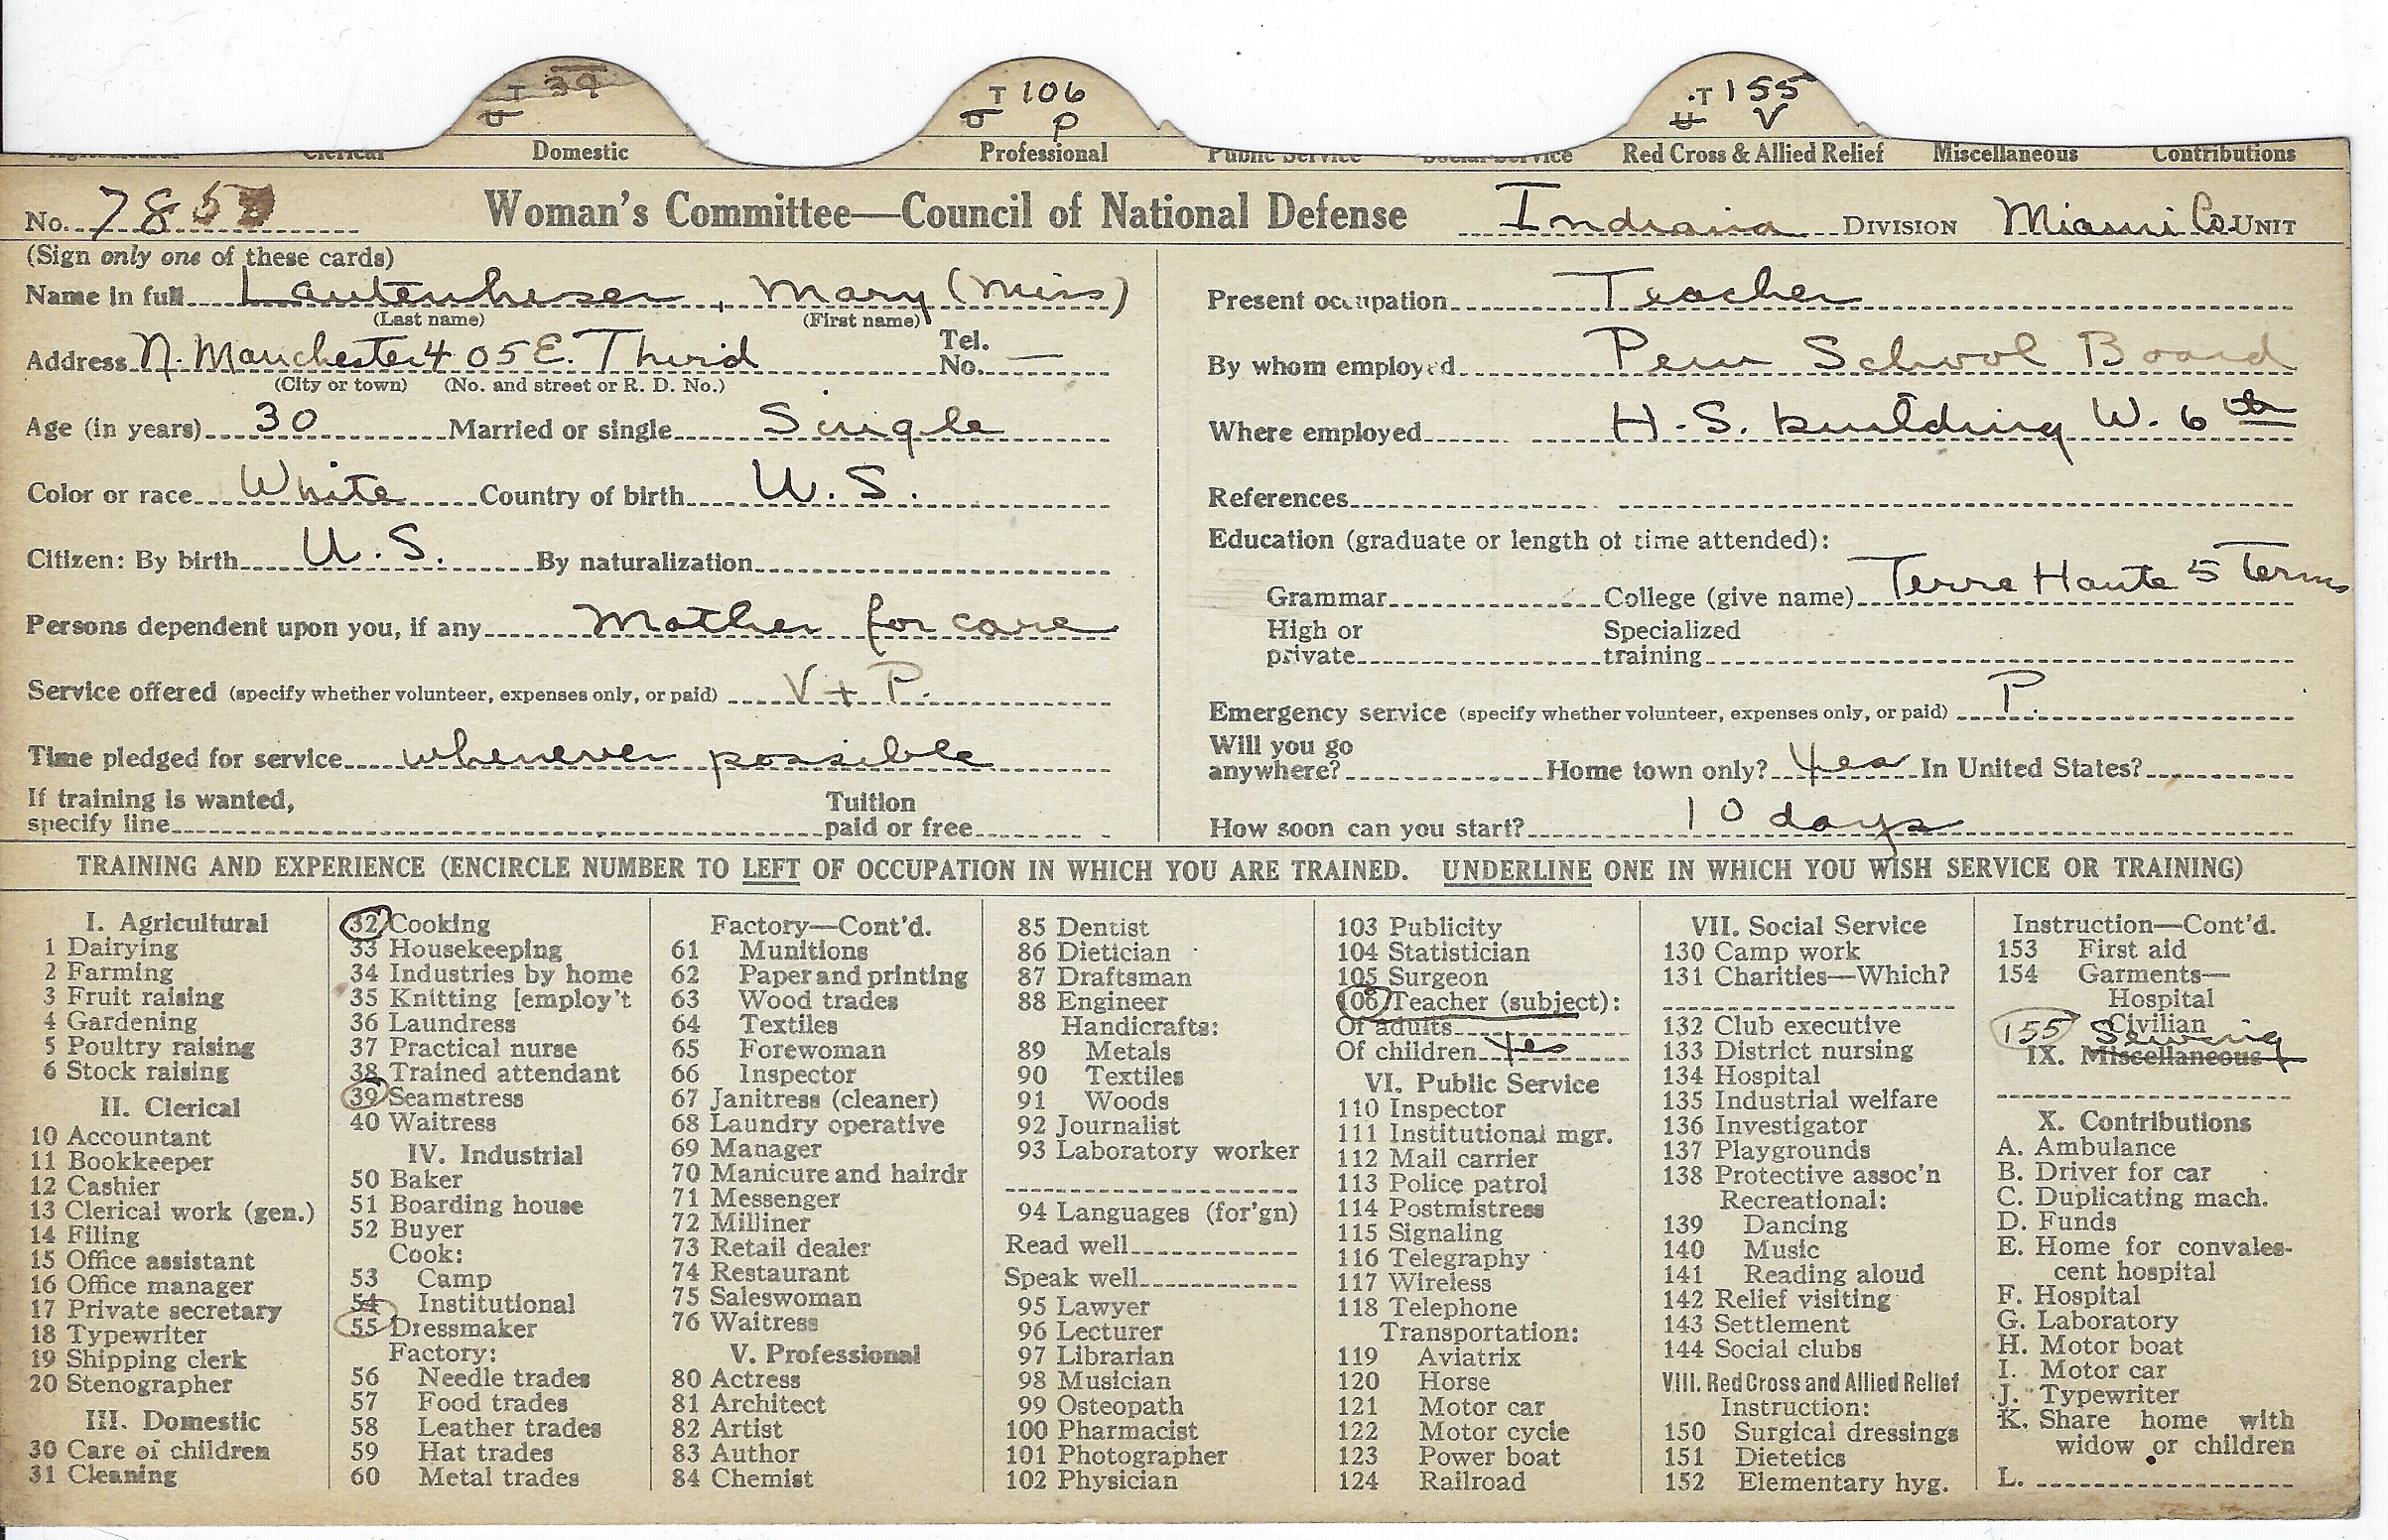 T 39 T 106 .T 155
U U P U V
Clerical Domestic Professional Public Service Social Service Red Cross & Allied Relief Miscellaneous Contributions
No. 785 Woman's Committee—Council of National Defense Indiana DIVISION Miami Co. UNIT
(Sign only one of these cards)
Name in full Lautenheser, Mary (Miss)
(Last name) (First name)
Address N. Manchester 405 E. Third Tel. No. —
(City or town) (No. and street or R. D. No.)
Age (in years) 30 Married or single Single
Color or race White Country of birth U. S.
Citizen: By birth U. S. By naturalization
Persons dependent upon you, if any Mother for care
Service offered (specify whether volunteer, expenses only, or paid) V + P.
Time pledged for service whenever possible
If training is wanted, Tuition
specify line paid or free
Present occupation Teacher
By whom employed Peru School Board
Where employed H. S. building W. 6th
References
Education (graduate or length of time attended):
Grammar College (give name) Terre Haute 5 Terms
High or Specialized
private training
Emergency service (specify whether volunteer, expenses only, or paid) P.
Will you go
anywhere? Home town only? Yes In United States?
How soon can you start? 10 days
TRAINING AND EXPERIENCE (ENCIRCLE NUMBER TO LEFT OF OCCUPATION IN WHICH YOU ARE TRAINED. UNDERLINE ONE IN WHICH YOU WISH SERVICE OR TRAINING)
I. Agricultural
1 Dairying
2 Farming
3 Fruit raising
4 Gardening
5 Poultry raising
6 Stock raising
II. Clerical
10 Accountant
11 Bookkeeper
12 Cashier
13 Clerical work (gen.)
14 Filing
15 Office assistant
16 Office manager
17 Private secretary
18 Typewriter
19 Shipping clerk
20 Stenographer
III. Domestic
30 Care of children
31 Cleaning
32 Cooking
33 Housekeeping
34 Industries by home
35 Knitting [employ't
36 Laundress
37 Practical nurse
38 Trained attendant
39 Seamstress
40 Waitress
IV. Industrial
50 Baker
51 Boarding house
52 Buyer
Cook:
53 Camp
54 Institutional
55 Dressmaker
Factory:
56 Needle trades
57 Food trades
58 Leather trades
59 Hat trades
60 Metal trades
Factory—Cont'd.
61 Munitions
62 Paper and printing
63 Wood trades
64 Textiles
65 Forewoman
66 Inspector
67 Janitress (cleaner)
68 Laundry operative
69 Manager
70 Manicure and hairdr
71 Messenger
72 Milliner
73 Retail dealer
74 Restaurant
75 Saleswoman
76 Waitress
V. Professional
80 Actress
81 Architect
82 Artist
83 Author
84 Chemist
85 Dentist
86 Dietician
87 Draftsman
88 Engineer
Handicrafts:
89 Metals
90 Textiles
91 Woods
92 Journalist
93 Laboratory worker
94 Languages (for'gn)
Read well
Speak well
95 Lawyer
96 Lecturer
97 Librarian
98 Musician
99 Osteopath
100 Pharmacist
101 Photographer
102 Physician
103 Publicity
104 Statistician
105 Surgeon
106 Teacher (subject):
Of adults
Of children Yes
VI. Public Service
110 Inspector
111 Institutional mgr.
112 Mail carrier
113 Police patrol
114 Postmistress
115 Signaling
116 Telegraphy
117 Wireless
118 Telephone
Transportation:
119 Aviatrix
120 Horse
121 Motor car
122 Motor cycle
123 Power boat
124 Railroad
VII. Social Service
130 Camp work
131 Charities—Which?
132 Club executive
133 District nursing
134 Hospital
135 Industrial welfare
136 Investigator
137 Playgrounds
138 Protective assoc'n
Recreational:
139 Dancing
140 Music
141 Reading aloud
142 Relief visiting
143 Settlement
144 Social clubs
VIII. Red Cross and Allied Relief
Instruction:
150 Surgical dressings
151 Dietetics
152 Elementary hyg.
Instruction—Cont'd.
153 First aid
154 Garments—
Hospital
Civilian
155 Sewing
IX. Miscellaneous
X. Contributions
A. Ambulance
B. Driver for car
C. Duplicating mach.
D. Funds
E. Home for convales-
cent hospital
F. Hospital
G. Laboratory
H. Motor boat
I. Motor car
J. Typewriter
K. Share home with
widow or children
L.